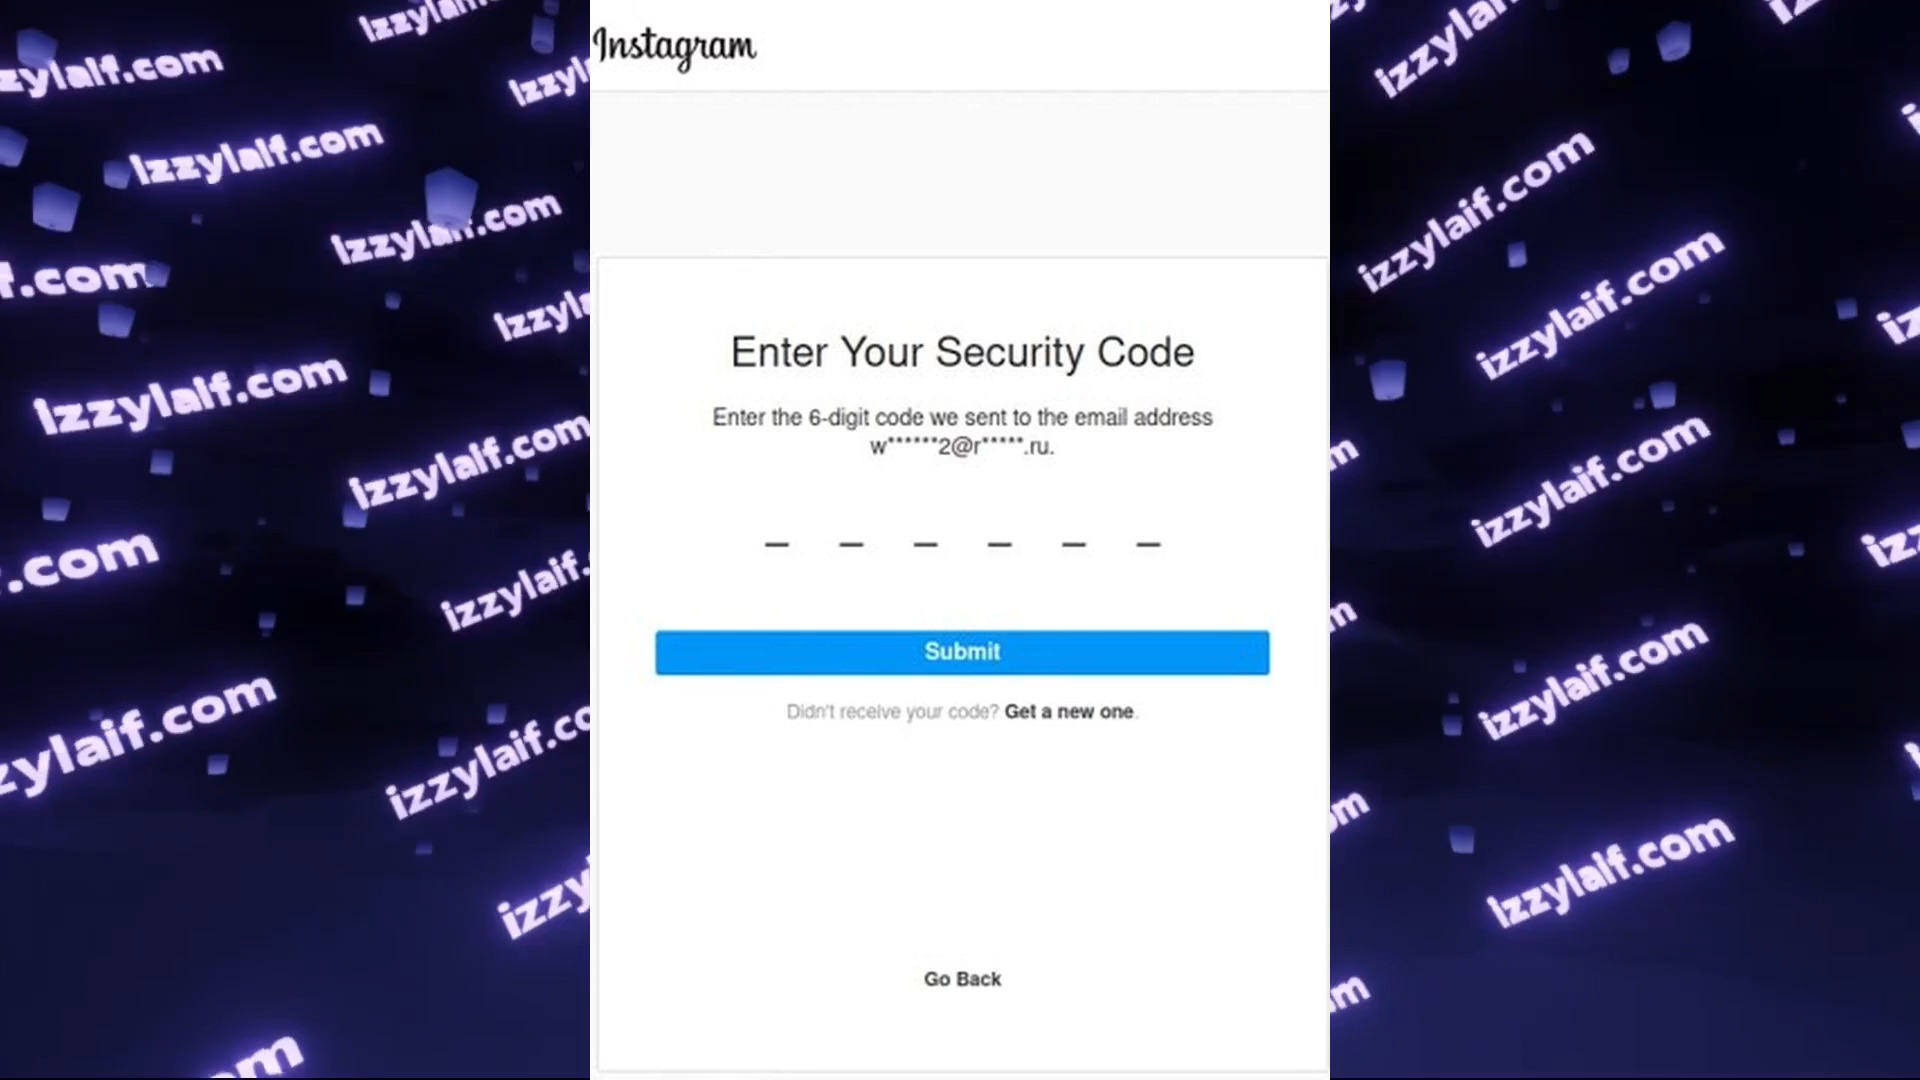 Instagram
Enter Your Security Code
Enter the 6-digit code we sent to the email address
w******2@r*****.ru.
_ _ _ _ _ _
Submit
Didn't receive your code? Get a new one.
Go Back
izzylaif.com
izzylaif.com
izzylaif.com
izzylaif.com
izzylaif.com
izzylaif.com
izzylaif.com
izzylaif.com
izzylaif.com
izzylaif.com
izzylaif.com